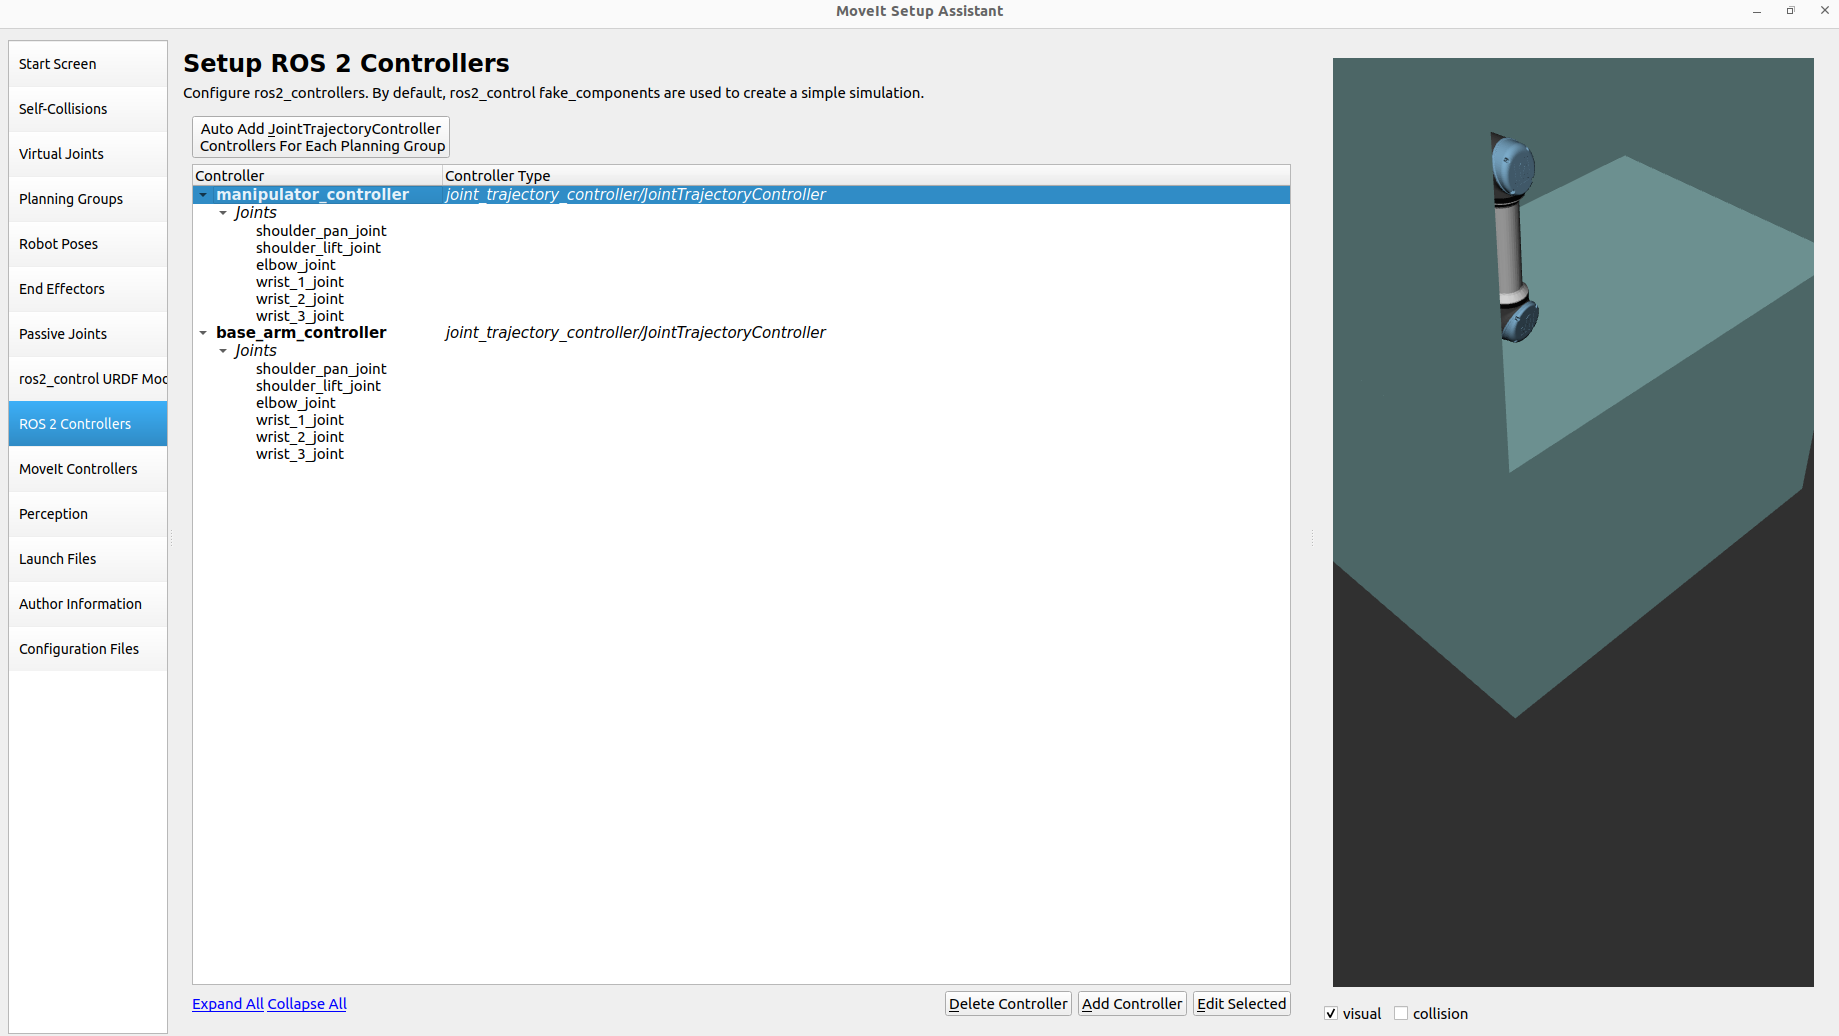 MoveIt Setup Assistant
Start Screen
Self-Collisions
Virtual Joints
Planning Groups
Robot Poses
End Effectors
Passive Joints
ros2_control URDF Mod
ROS 2 Controllers
MoveIt Controllers
Perception
Launch Files
Author Information
Configuration Files
Setup ROS 2 Controllers
Configure ros2_controllers. By default, ros2_control fake_components are used to create a simple simulation.
Auto Add JointTrajectoryController
Controllers For Each Planning Group
Controller Controller Type
manipulator_controller joint_trajectory_controller/JointTrajectoryController
Joints
shoulder_pan_joint
shoulder_lift_joint
elbow_joint
wrist_1_joint
wrist_2_joint
wrist_3_joint
base_arm_controller joint_trajectory_controller/JointTrajectoryController
Joints
shoulder_pan_joint
shoulder_lift_joint
elbow_joint
wrist_1_joint
wrist_2_joint
wrist_3_joint
Expand All Collapse All Delete Controller Add Controller Edit Selected
visual collision